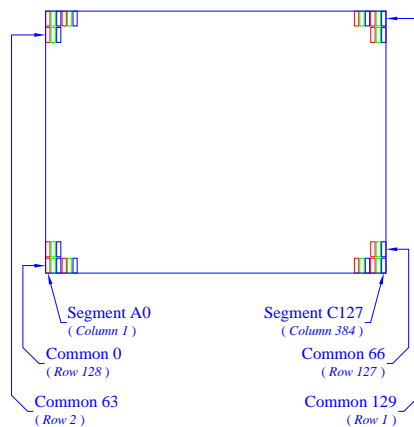 Segment A0 Segment C127
( Column 1 ) ( Column 384 )
Common 0 Common 66
( Row 128 ) ( Row 127 )
Common 63 Common 129
( Row 2 ) ( Row 1 )